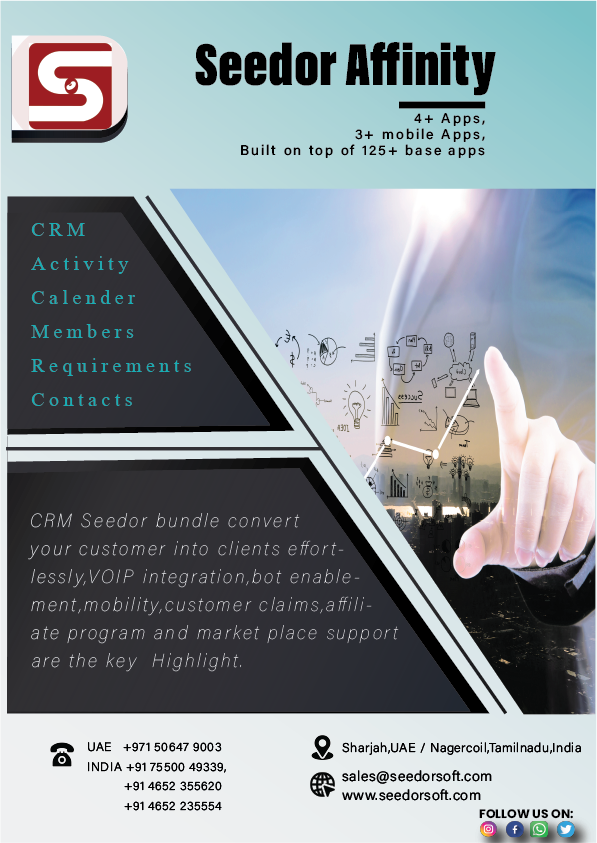 Seedor Affinity
4+ Apps,
3+ mobile Apps,
Built on top of 125+ base apps
CRM
Activity
Calender
Members
Requirements
Contacts
CRM Seedor bundle convert
your customer into clients effort-
lessly,VOIP integration,bot enable-
ment,mobility,customer claims,affili-
ate program and market place support
are the key Highlight.
UAE +971 50647 9003
INDIA +91 75500 49339,
+91 4652 355620
+91 4652 235554
Sharjah,UAE / Nagercoil,Tamilnadu,India
sales@seedorsoft.com
www.seedorsoft.com
FOLLOW US ON: